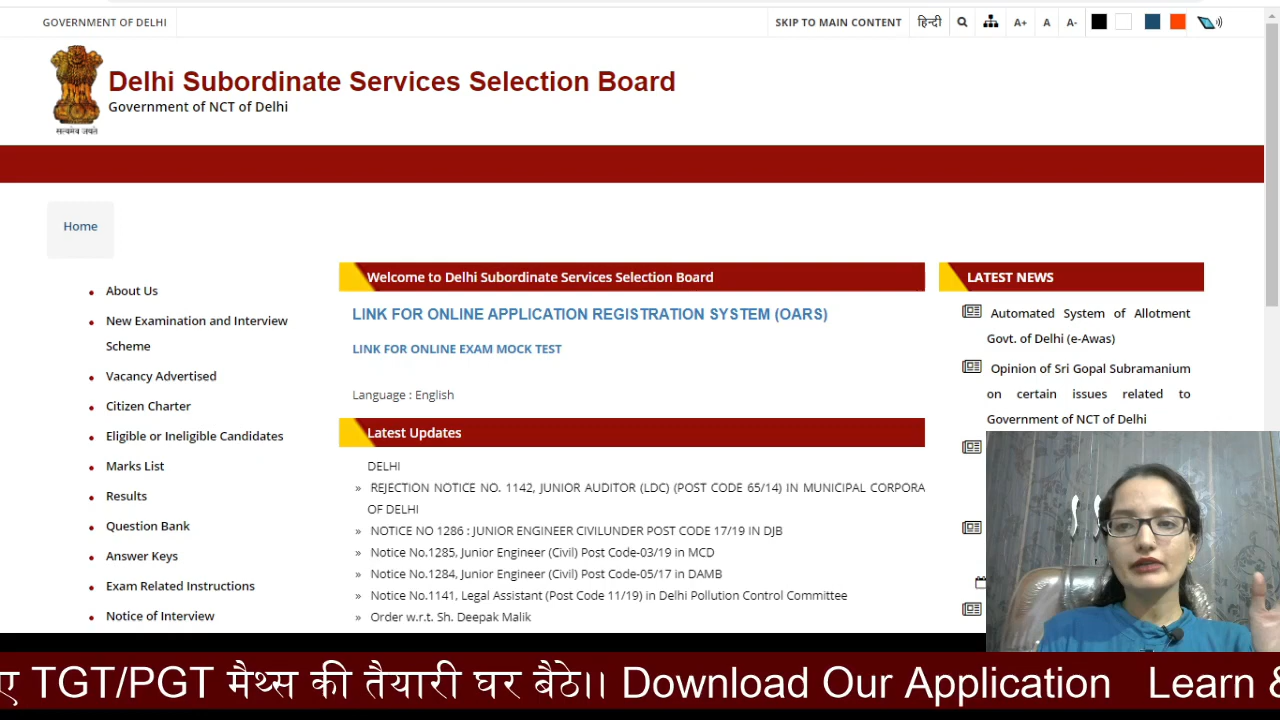 GOVERNMENT OF DELHI
SKIP TO MAIN CONTENT
हिन्दी
A+
A
A-
Delhi Subordinate Services Selection Board
Government of NCT of Delhi
सत्यमेव जयते
Home
About Us
New Examination and Interview
Scheme
Vacancy Advertised
Citizen Charter
Eligible or Ineligible Candidates
Marks List
Results
Question Bank
Answer Keys
Exam Related Instructions
Notice of Interview
Welcome to Delhi Subordinate Services Selection Board
LINK FOR ONLINE APPLICATION REGISTRATION SYSTEM (OARS)
LINK FOR ONLINE EXAM MOCK TEST
Language : English
Latest Updates
DELHI
» REJECTION NOTICE NO. 1142, JUNIOR AUDITOR (LDC) (POST CODE 65/14) IN MUNICIPAL CORPORA
OF DELHI
» NOTICE NO 1286 : JUNIOR ENGINEER CIVILUNDER POST CODE 17/19 IN DJB
» Notice No.1285, Junior Engineer (Civil) Post Code-03/19 in MCD
» Notice No.1284, Junior Engineer (Civil) Post Code-05/17 in DAMB
» Notice No.1141, Legal Assistant (Post Code 11/19) in Delhi Pollution Control Committee
» Order w.r.t. Sh. Deepak Malik
LATEST NEWS
Automated System of Allotment
Govt. of Delhi (e-Awas)
Opinion of Sri Gopal Subramanium
on certain issues related to
Government of NCT of Delhi
ए TGT/PGT मैथ्स की तैयारी घर बैठे।। Download Our Application Learn &